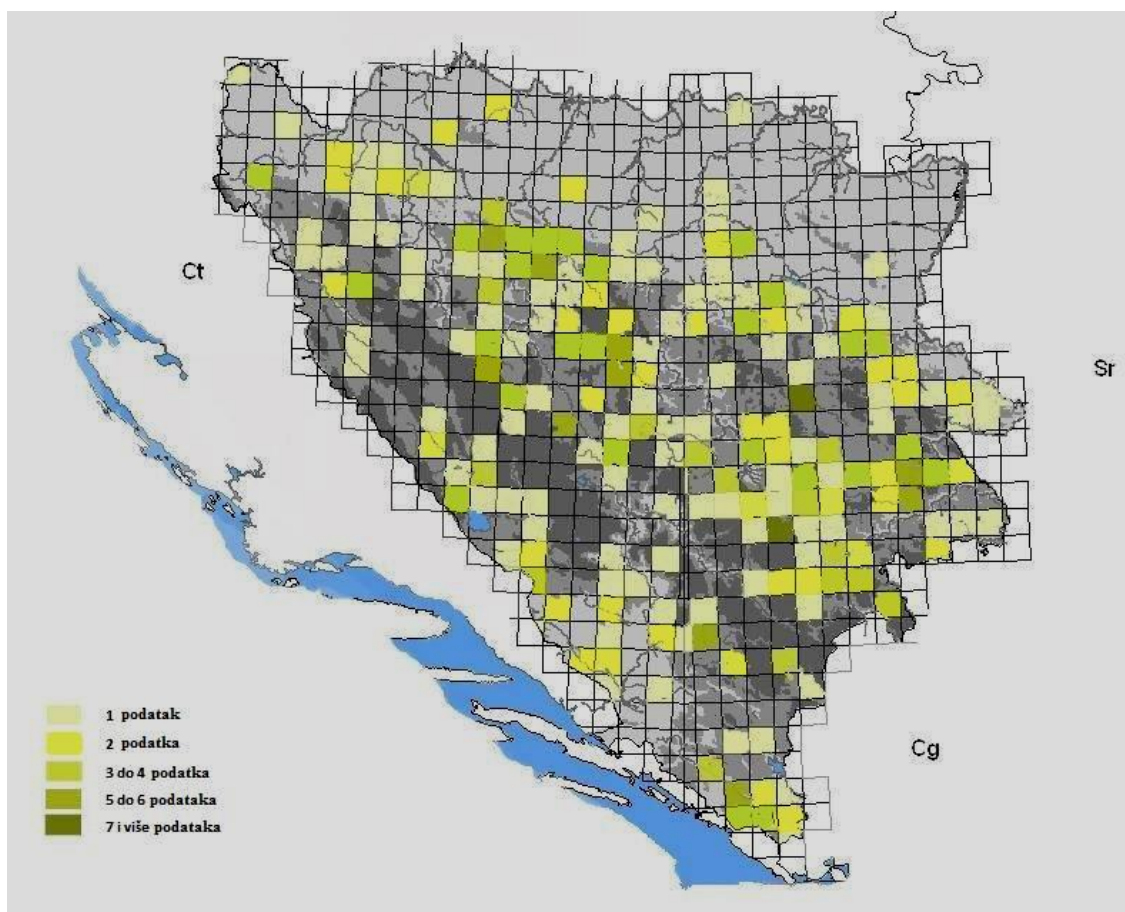 Ct
Sr
Cg
1 podatak
2 podatka
3 do 4 podatka
5 do 6 podataka
7 i više podataka